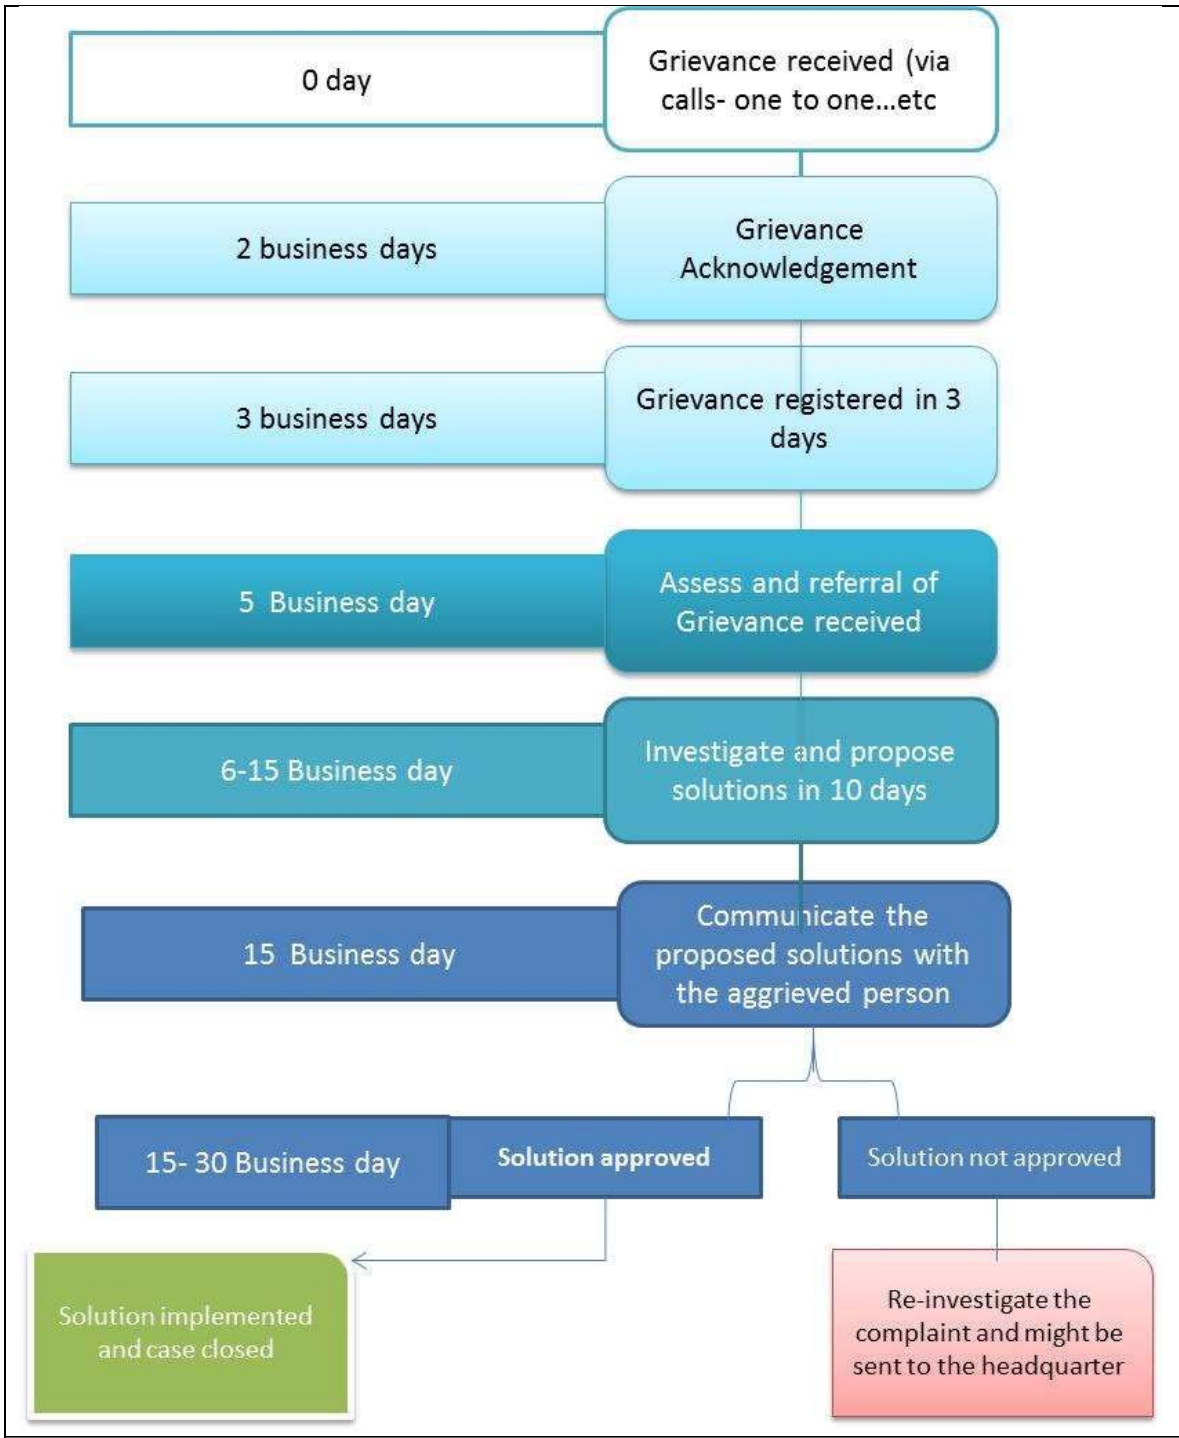 0 day
Grievance received (via
calls- one to one...etc
2 business days
Grievance
Acknowledgement
3 business days
Grievance registered in 3
days
5 Business day
Assess and referral of
Grievance received
6-15 Business day
Investigate and propose
solutions in 10 days
15 Business day
Communicate the
proposed solutions with
the aggrieved person
15- 30 Business day
Solution approved
Solution not approved
Solution implemented
and case closed
Re-investigate the
complaint and might be
sent to the headquarter